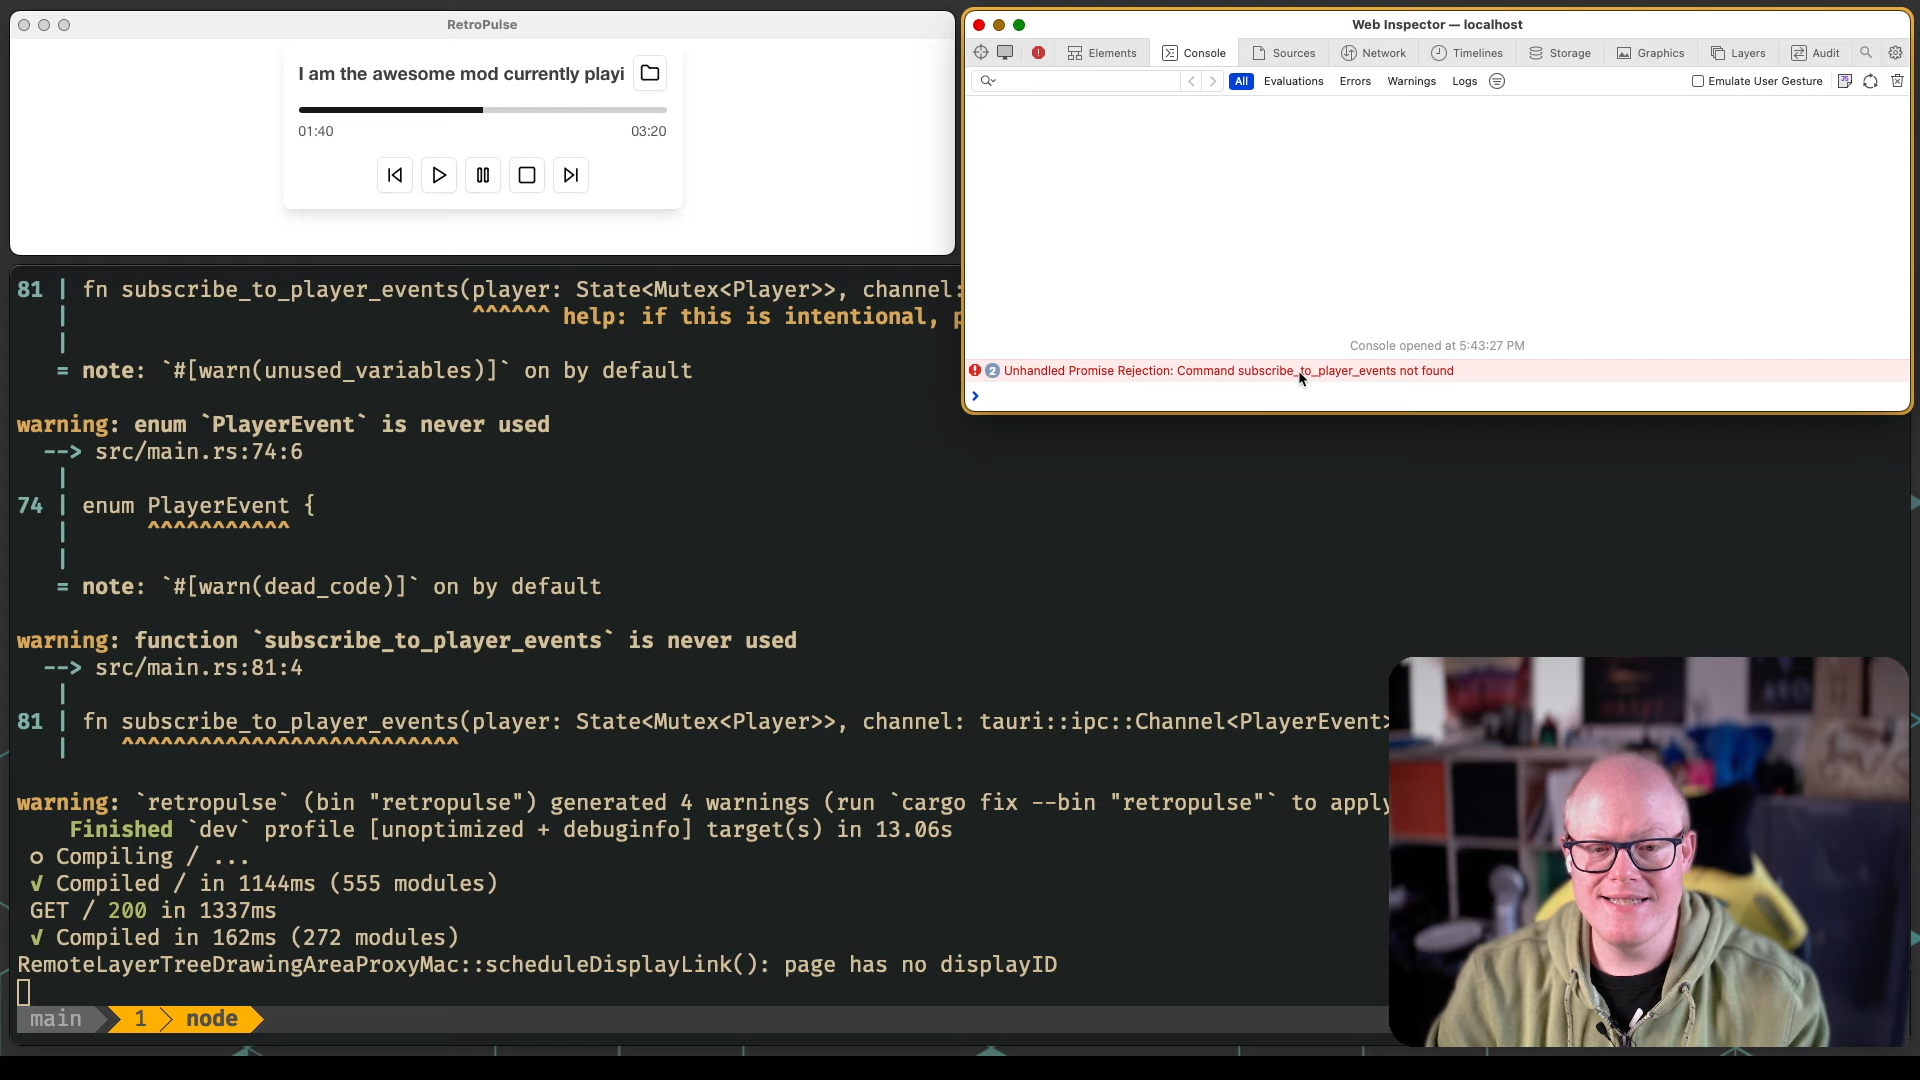 RetroPulse
I am the awesome mod currently playi
01:40 03:20
Web Inspector — localhost
Elements Console Sources Network Timelines Storage Graphics Layers Audit
All Evaluations Errors Warnings Logs Emulate User Gesture
Console opened at 5:43:27 PM
2 Unhandled Promise Rejection: Command subscribe_to_player_events not found
>
81 | fn subscribe_to_player_events(player: State<Mutex<Player>>, channel:
| ^^^^^^ help: if this is intentional, p
|
= note: `#[warn(unused_variables)]` on by default
warning: enum `PlayerEvent` is never used
--> src/main.rs:74:6
|
74 | enum PlayerEvent {
| ^^^^^^^^^^^
|
= note: `#[warn(dead_code)]` on by default
warning: function `subscribe_to_player_events` is never used
--> src/main.rs:81:4
|
81 | fn subscribe_to_player_events(player: State<Mutex<Player>>, channel: tauri::ipc::Channel<PlayerEvent>
| ^^^^^^^^^^^^^^^^^^^^^^^^^^
warning: `retropulse` (bin "retropulse") generated 4 warnings (run `cargo fix --bin "retropulse"` to apply
Finished `dev` profile [unoptimized + debuginfo] target(s) in 13.06s
○ Compiling / ...
✓ Compiled / in 1144ms (555 modules)
GET / 200 in 1337ms
✓ Compiled in 162ms (272 modules)
RemoteLayerTreeDrawingAreaProxyMac::scheduleDisplayLink(): page has no displayID
main 1 node